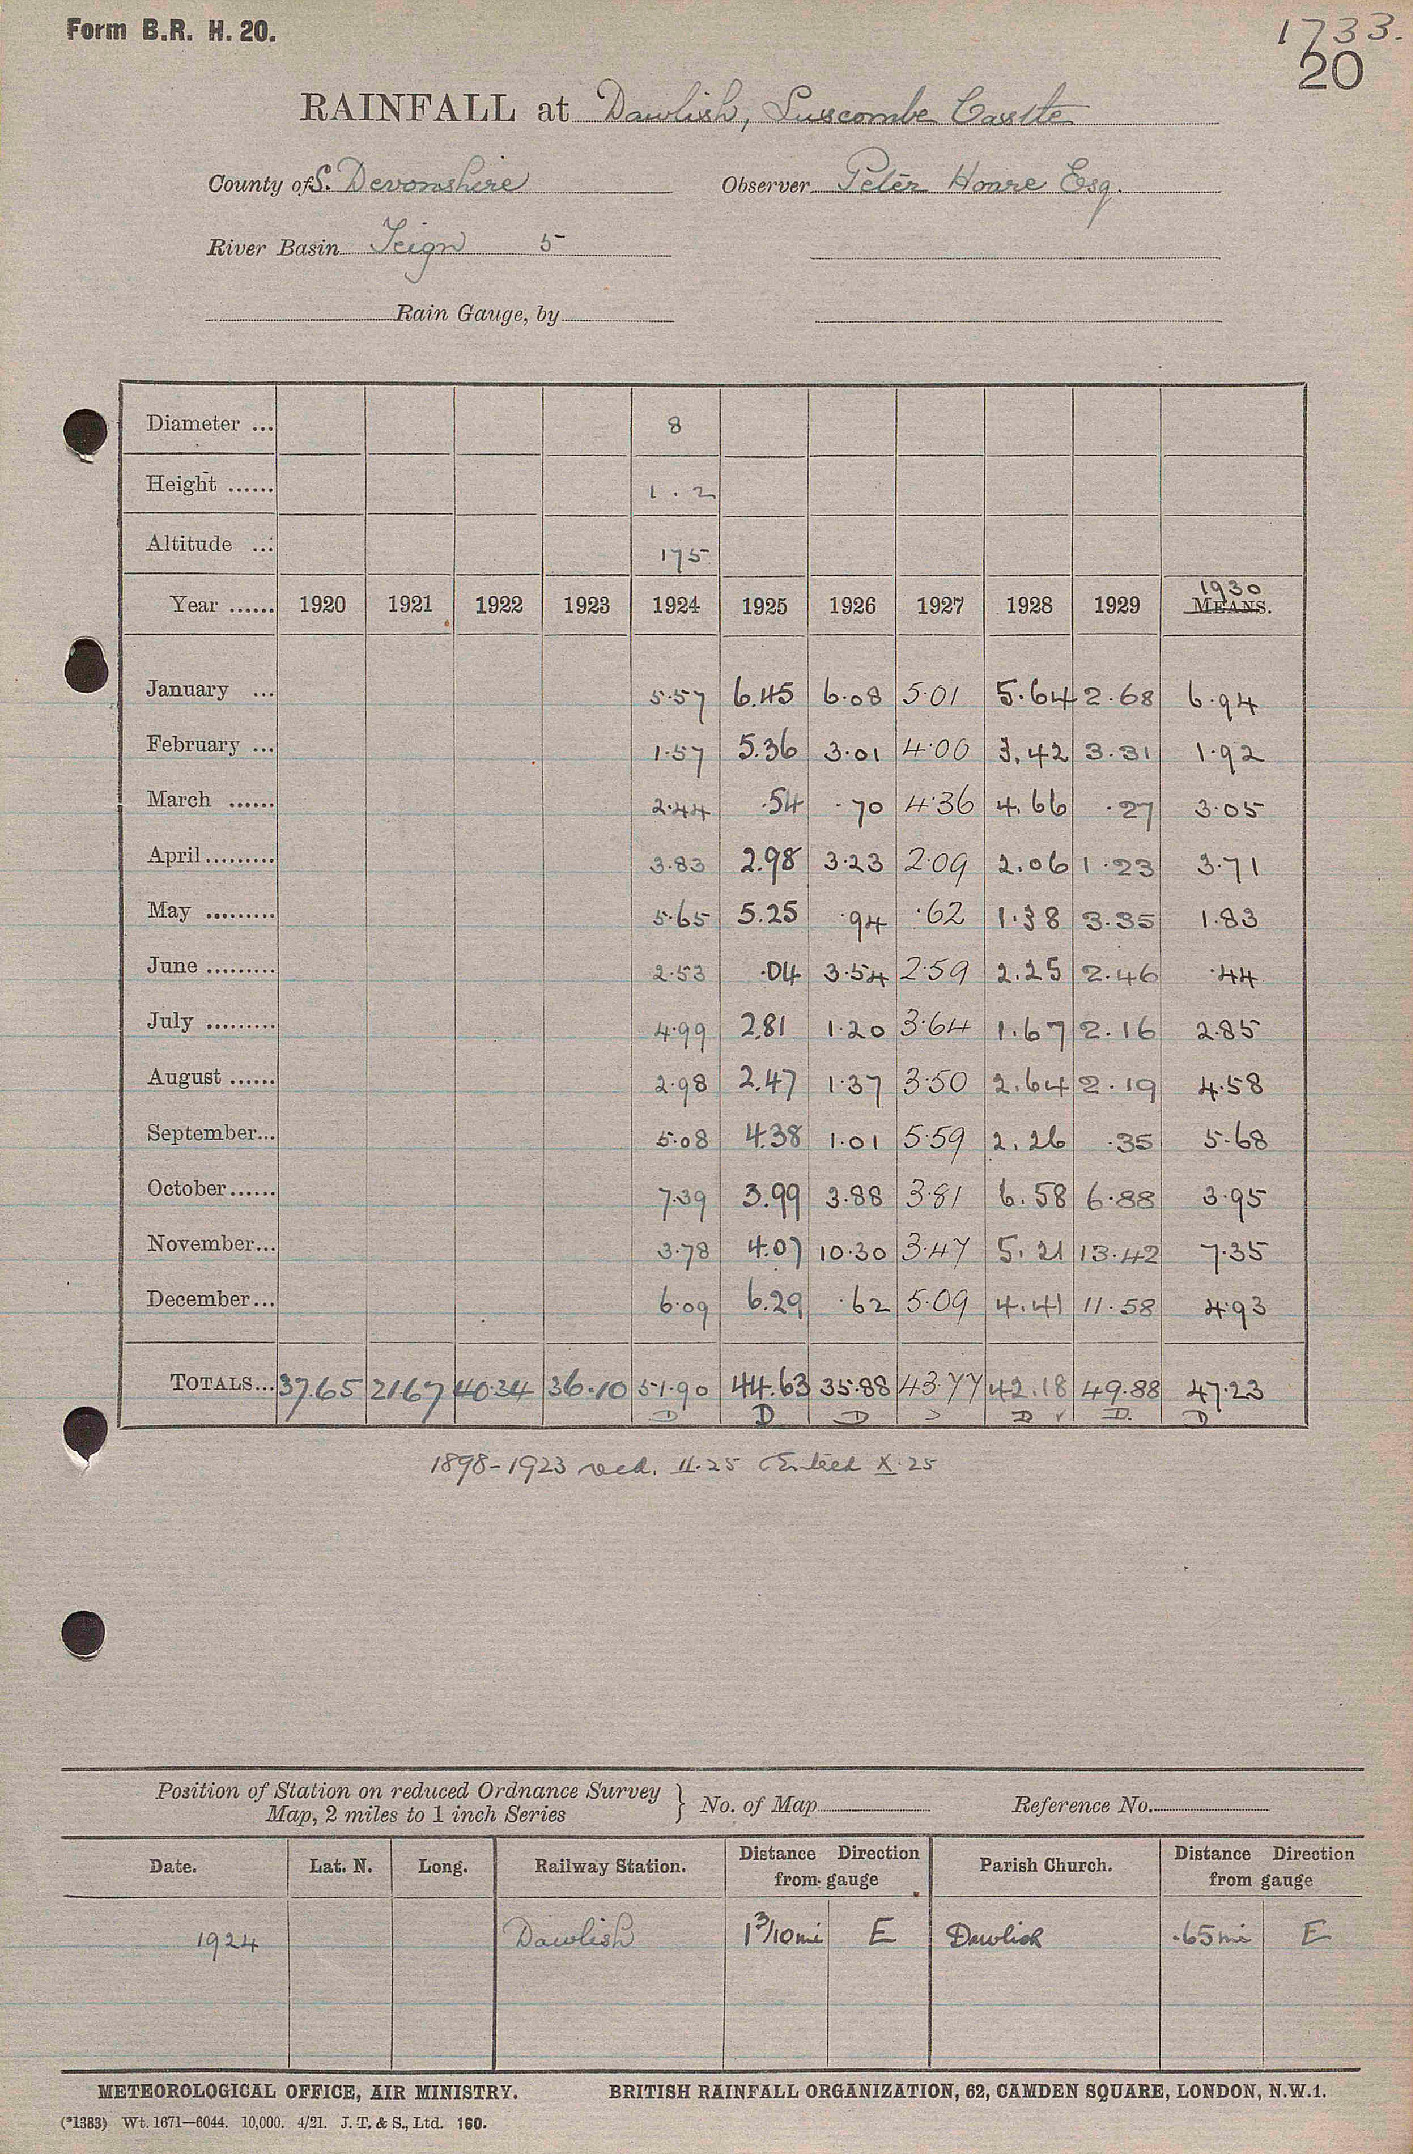 Form B.R. H. 20.
1733.
20
RAINFALL at Dawlish, Luscombe Castle
County of S. Devonshire Observer Peter Hoare Esq.
River Basin Teign 5
Rain Gauge, by
Diameter ... 8
Height ...... 1.2
Altitude ... 175
Year ...... 1920 1921 1922 1923 1924 1925 1926 1927 1928 1929 1930 MEANS.
January ... 5.57 6.45 6.08 5.01 5.64 2.68 6.94
February ... 1.57 5.36 3.01 4.00 3.42 3.31 1.92
March ...... 2.44 .54 .70 4.36 4.66 .27 3.05
April ......... 3.83 2.98 3.23 2.09 2.06 1.23 3.71
May ......... 5.65 5.25 .94 .62 1.38 3.35 1.83
June ......... 2.53 .04 3.54 2.59 2.25 2.46 .44
July ......... 4.99 2.81 1.20 3.64 1.67 2.16 2.85
August ...... 2.98 2.47 1.37 3.50 2.64 2.19 4.58
September... 5.08 4.38 1.01 5.59 2.26 .35 5.68
October...... 7.39 3.99 3.88 3.81 6.58 6.88 3.95
November... 3.78 4.07 10.30 3.47 5.21 13.42 7.35
December... 6.09 6.29 .62 5.09 4.41 11.58 4.93
TOTALS... 37.65 21.67 40.34 36.10 51.90 44.63 35.88 43.77 42.18 49.88 47.23
D D D D D D. D
1898-1923 recd. II.25 Entered X.25
Position of Station on reduced Ordnance Survey
Map, 2 miles to 1 inch Series } No. of Map Reference No.
Date. Lat. N. Long. Railway Station. Distance Direction from gauge Parish Church. Distance Direction from gauge
1924 Dawlish 1 3/10 mi E Dawlish .65 mi E
METEOROLOGICAL OFFICE, AIR MINISTRY. BRITISH RAINFALL ORGANIZATION, 62, CAMDEN SQUARE, LONDON, N.W.1.
(*1383) Wt. 1671—6044. 10,000. 4/21. J. T. & S., Ltd. 160.